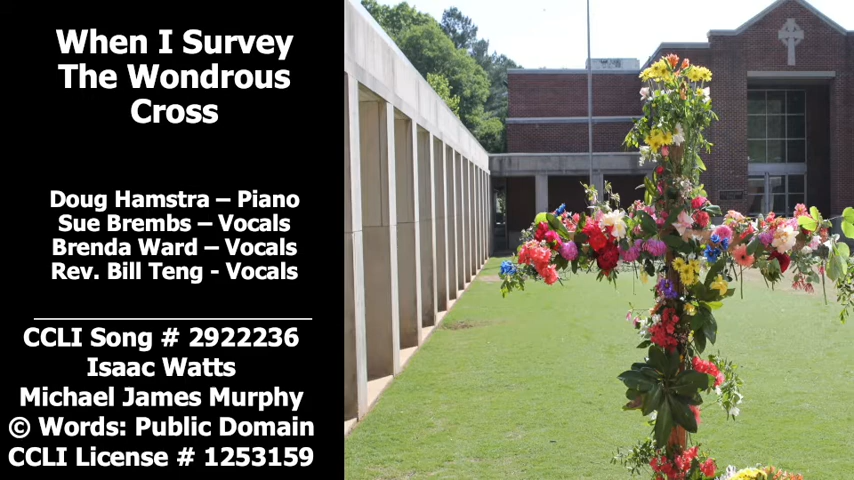 When I Survey
The Wondrous
Cross
Doug Hamstra – Piano
Sue Brembs – Vocals
Brenda Ward – Vocals
Rev. Bill Teng - Vocals
CCLI Song # 2922236
Isaac Watts
Michael James Murphy
© Words: Public Domain
CCLI License # 1253159